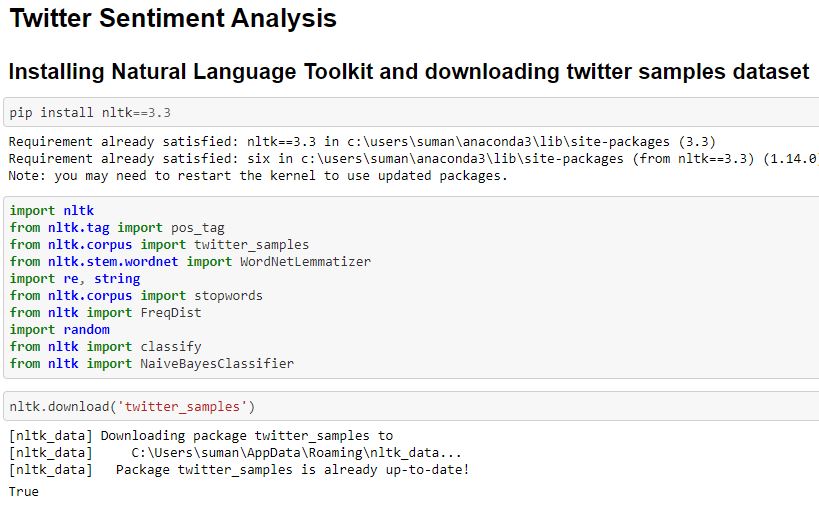 Twitter Sentiment Analysis
Installing Natural Language Toolkit and downloading twitter samples dataset
pip install nltk==3.3
Requirement already satisfied: nltk==3.3 in c:\users\suman\anaconda3\lib\site-packages (3.3)
Requirement already satisfied: six in c:\users\suman\anaconda3\lib\site-packages (from nltk==3.3) (1.14.0
Note: you may need to restart the kernel to use updated packages.
import nltk
from nltk.tag import pos_tag
from nltk.corpus import twitter_samples
from nltk.stem.wordnet import WordNetLemmatizer
import re, string
from nltk.corpus import stopwords
from nltk import FreqDist
import random
from nltk import classify
from nltk import NaiveBayesClassifier
nltk.download('twitter_samples')
[nltk_data] Downloading package twitter_samples to
[nltk_data]     C:\Users\suman\AppData\Roaming\nltk_data...
[nltk_data]   Package twitter_samples is already up-to-date!
True